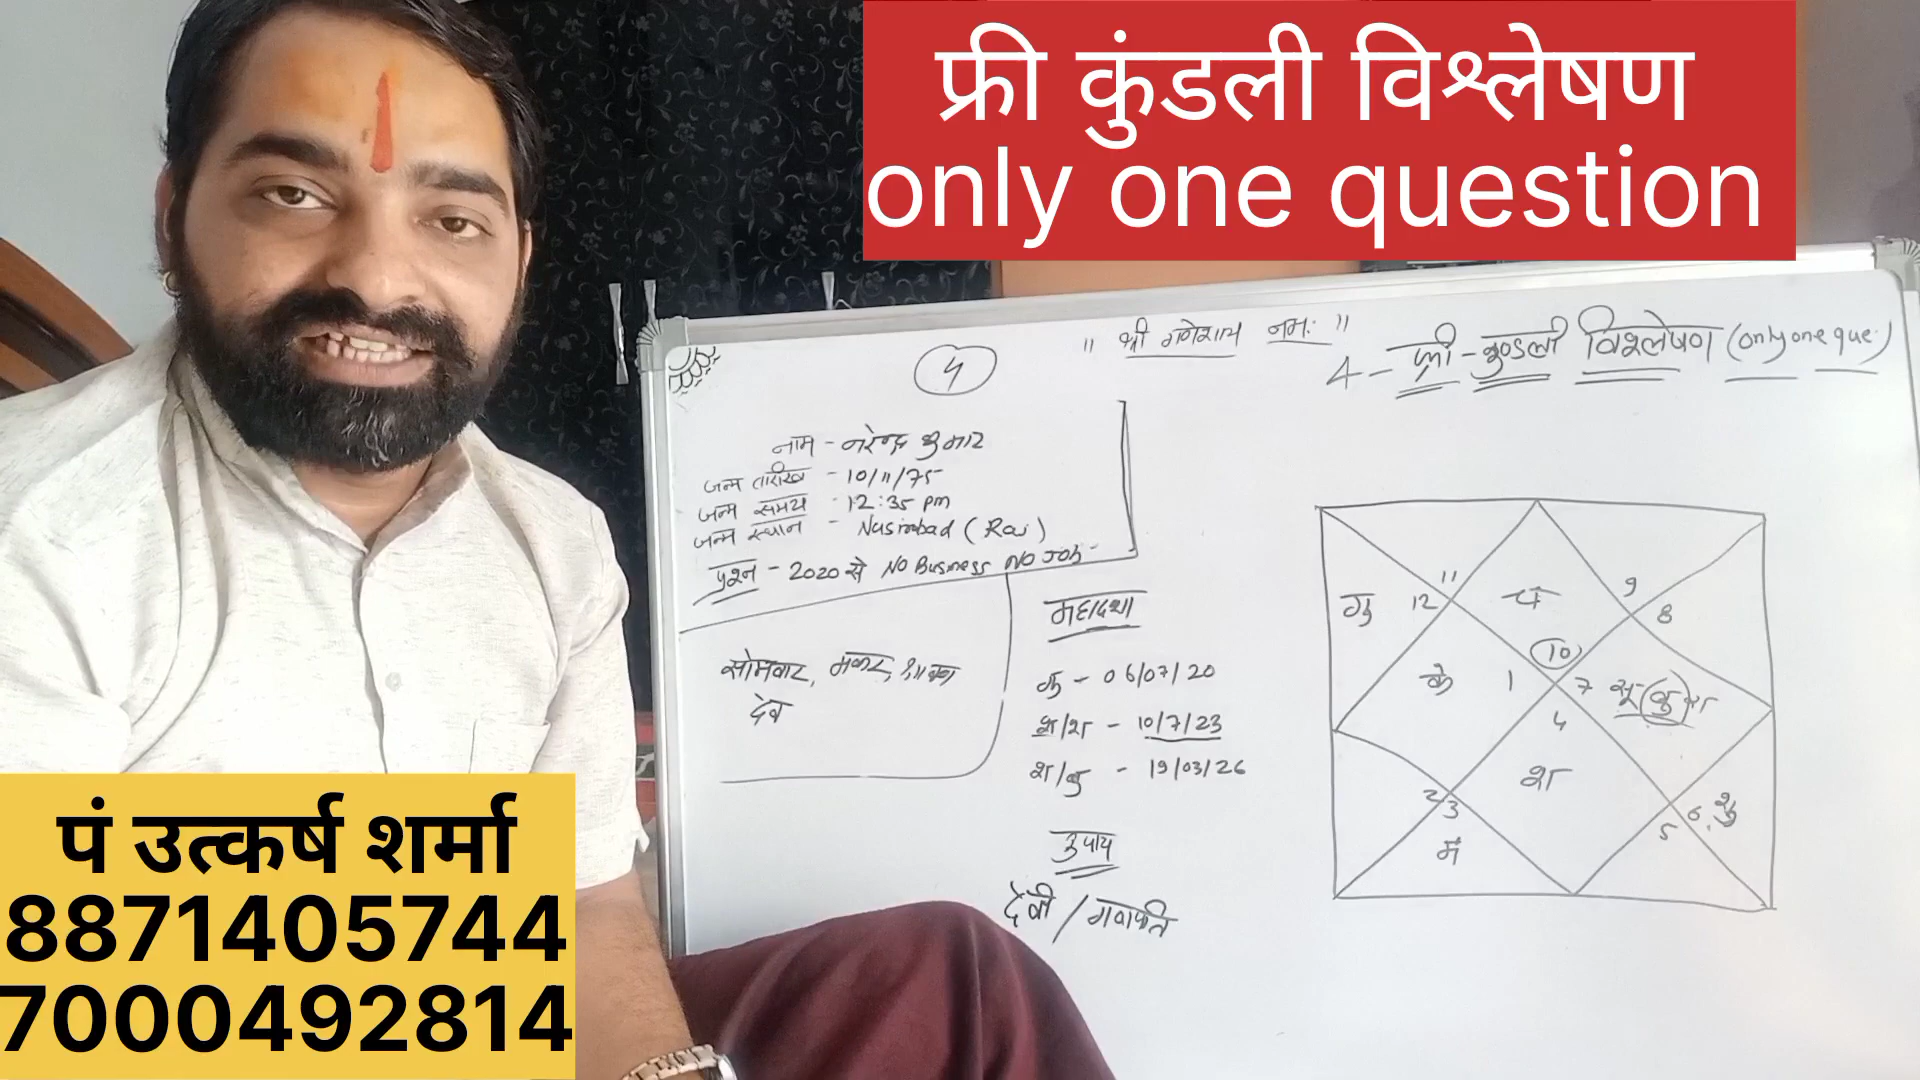 फ्री कुंडली विश्लेषण
only one question
॥ श्री गणेशाय नमः ॥
4 - फ्री - कुण्डली विश्लेषण (only one que.)
4
नाम - नरेन्द्र कुमार
जन्म तारीख - 10/11/75
जन्म समय - 12:35 pm
जन्म स्थान - Nasirabad (Raj)
प्रश्न - 2020 से No Business No Job
सोमवार, मकर,
देव
महादशा
गु - 06/07/20
श/श - 10/7/23
श/बु - 19/03/26
उपाय
देवी / गणपति
11
12
गु
चं
9
8
10
के
1
7
सू बु रा
4
श
2
3
मं
6
शु
5
पं उत्कर्ष शर्मा
8871405744
7000492814